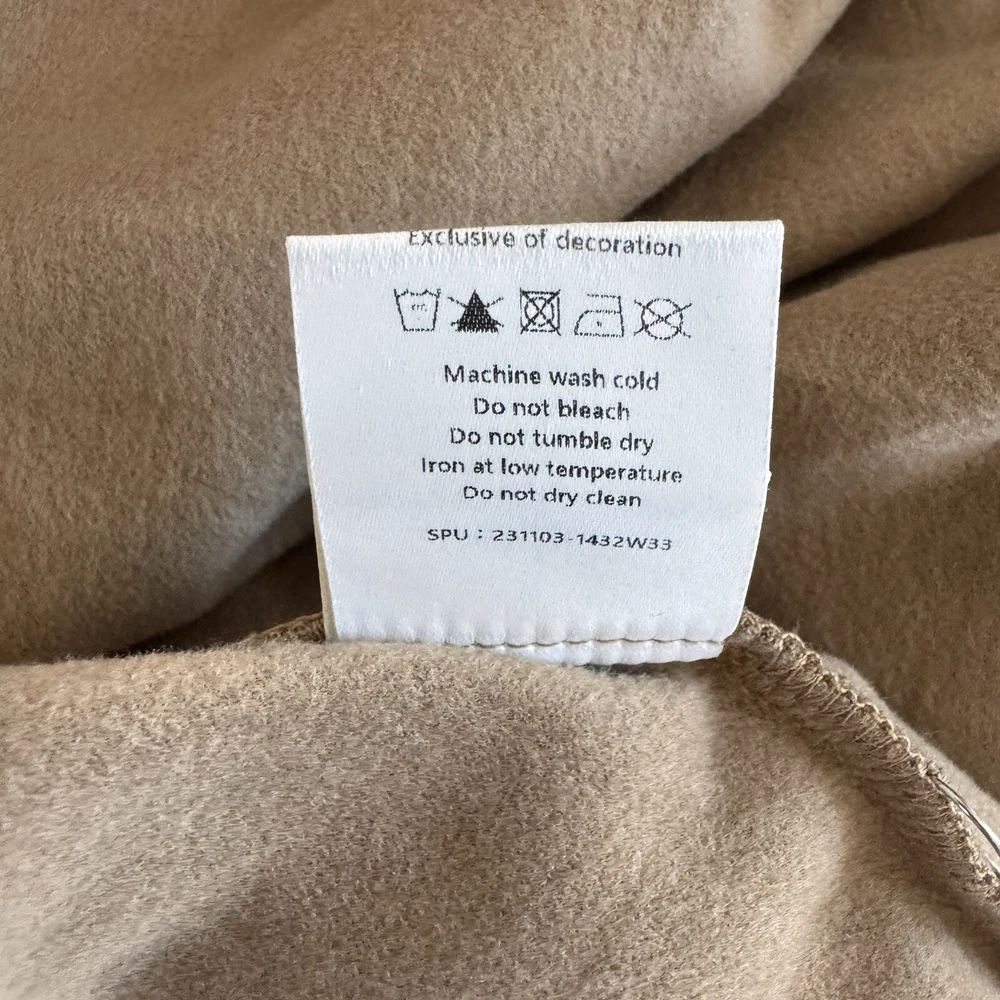 Exclusive of decoration
Machine wash cold
Do not bleach
Do not tumble dry
Iron at low temperature
Do not dry clean
SPU : 231103-1432W33